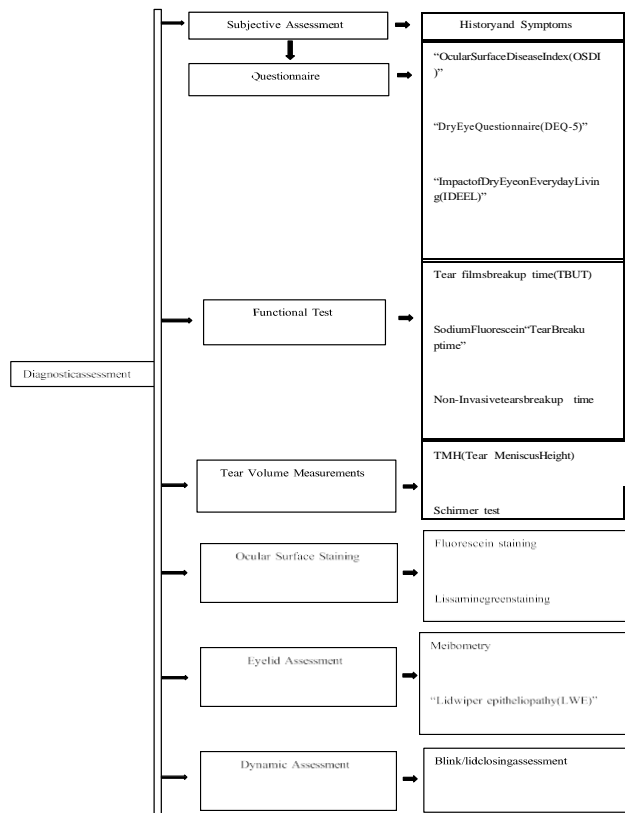 Subjective Assessment
Historyand Symptoms
Questionnaire
“OcularSurfaceDiseaseIndex(OSDI
)”
“DryEyeQuestionnaire(DEQ-5)”
“ImpactofDryEyeonEverydayLivin
g(IDEEL)”
Functional Test
Tear filmsbreakup time(TBUT)
SodiumFluorescein“TearBreaku
ptime”
Non-Invasivetearsbreakup time
Diagnosticassessment
Tear Volume Measurements
TMH(Tear MeniscusHeight)
Schirmer test
Ocular Surface Staining
Fluorescein staining
Lissaminegreenstaining
Eyelid Assessment
Meibometry
“Lidwiper epitheliopathy(LWE)”
Dynamic Assessment
Blink/lidclosingassessment